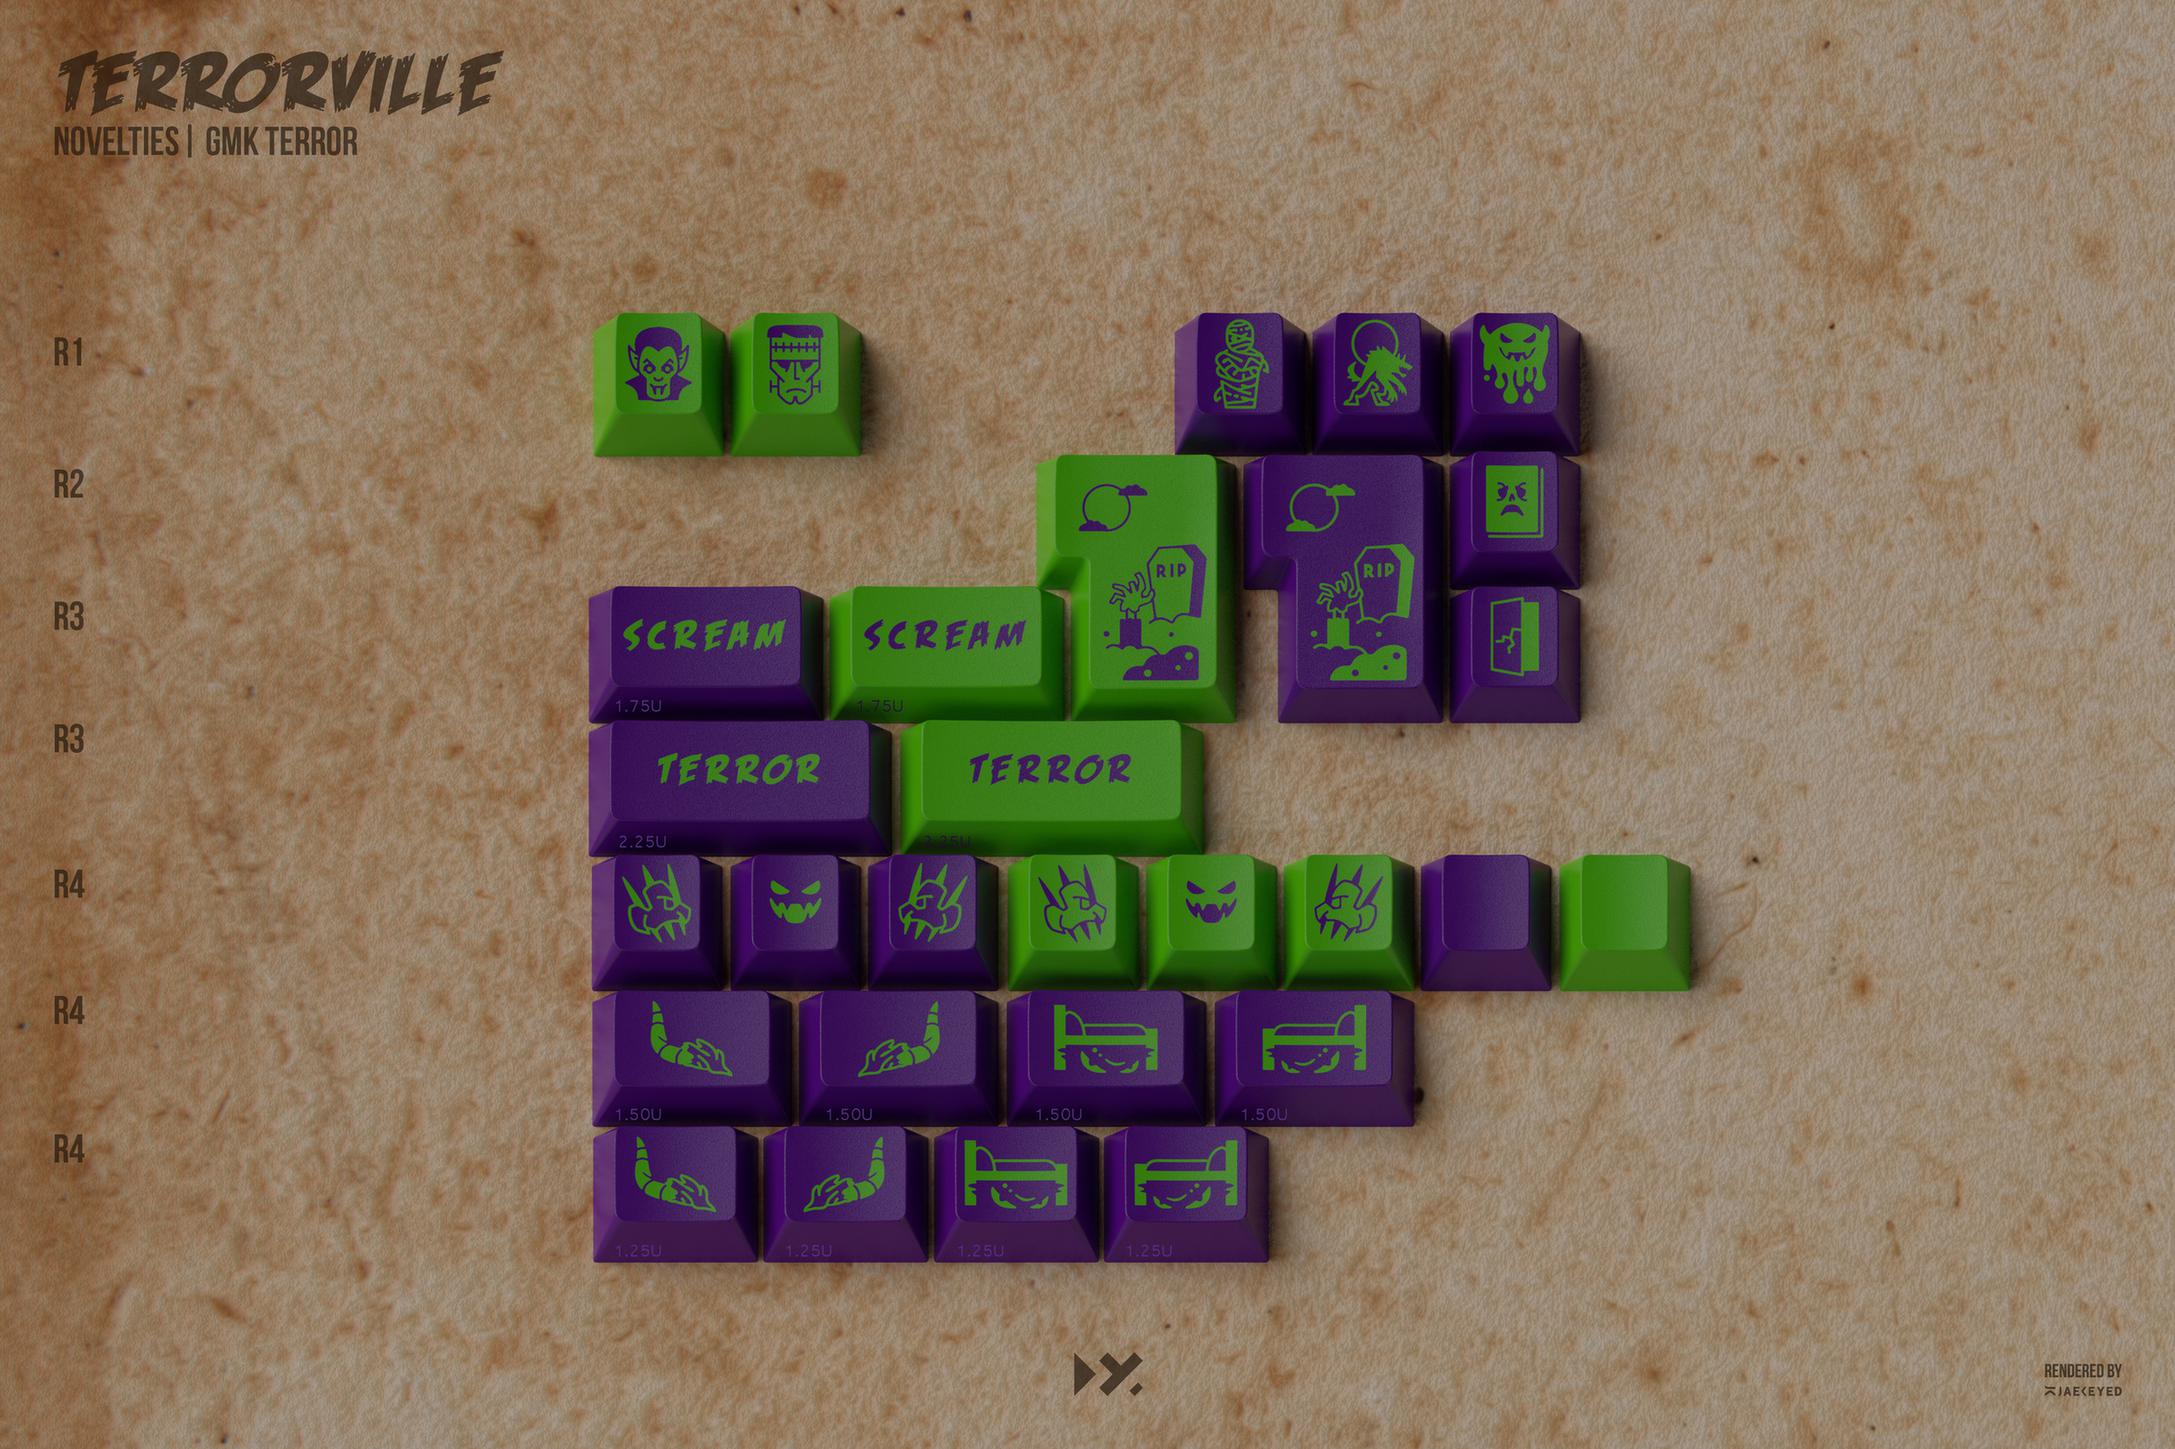 TERRORVILLE
NOVELTIES | GMK TERROR
R1
R2
RIP
RIP
R3
SCREAM
SCREAM
1.75U
1.75U
R3
TERROR
TERROR
2.25U
2.25U
R4
R4
1.50U
1.50U
1.50U
1.50U
R4
1.25U
1.25U
1.25U
1.25U
DY.
RENDERED BY
JAEKEYED